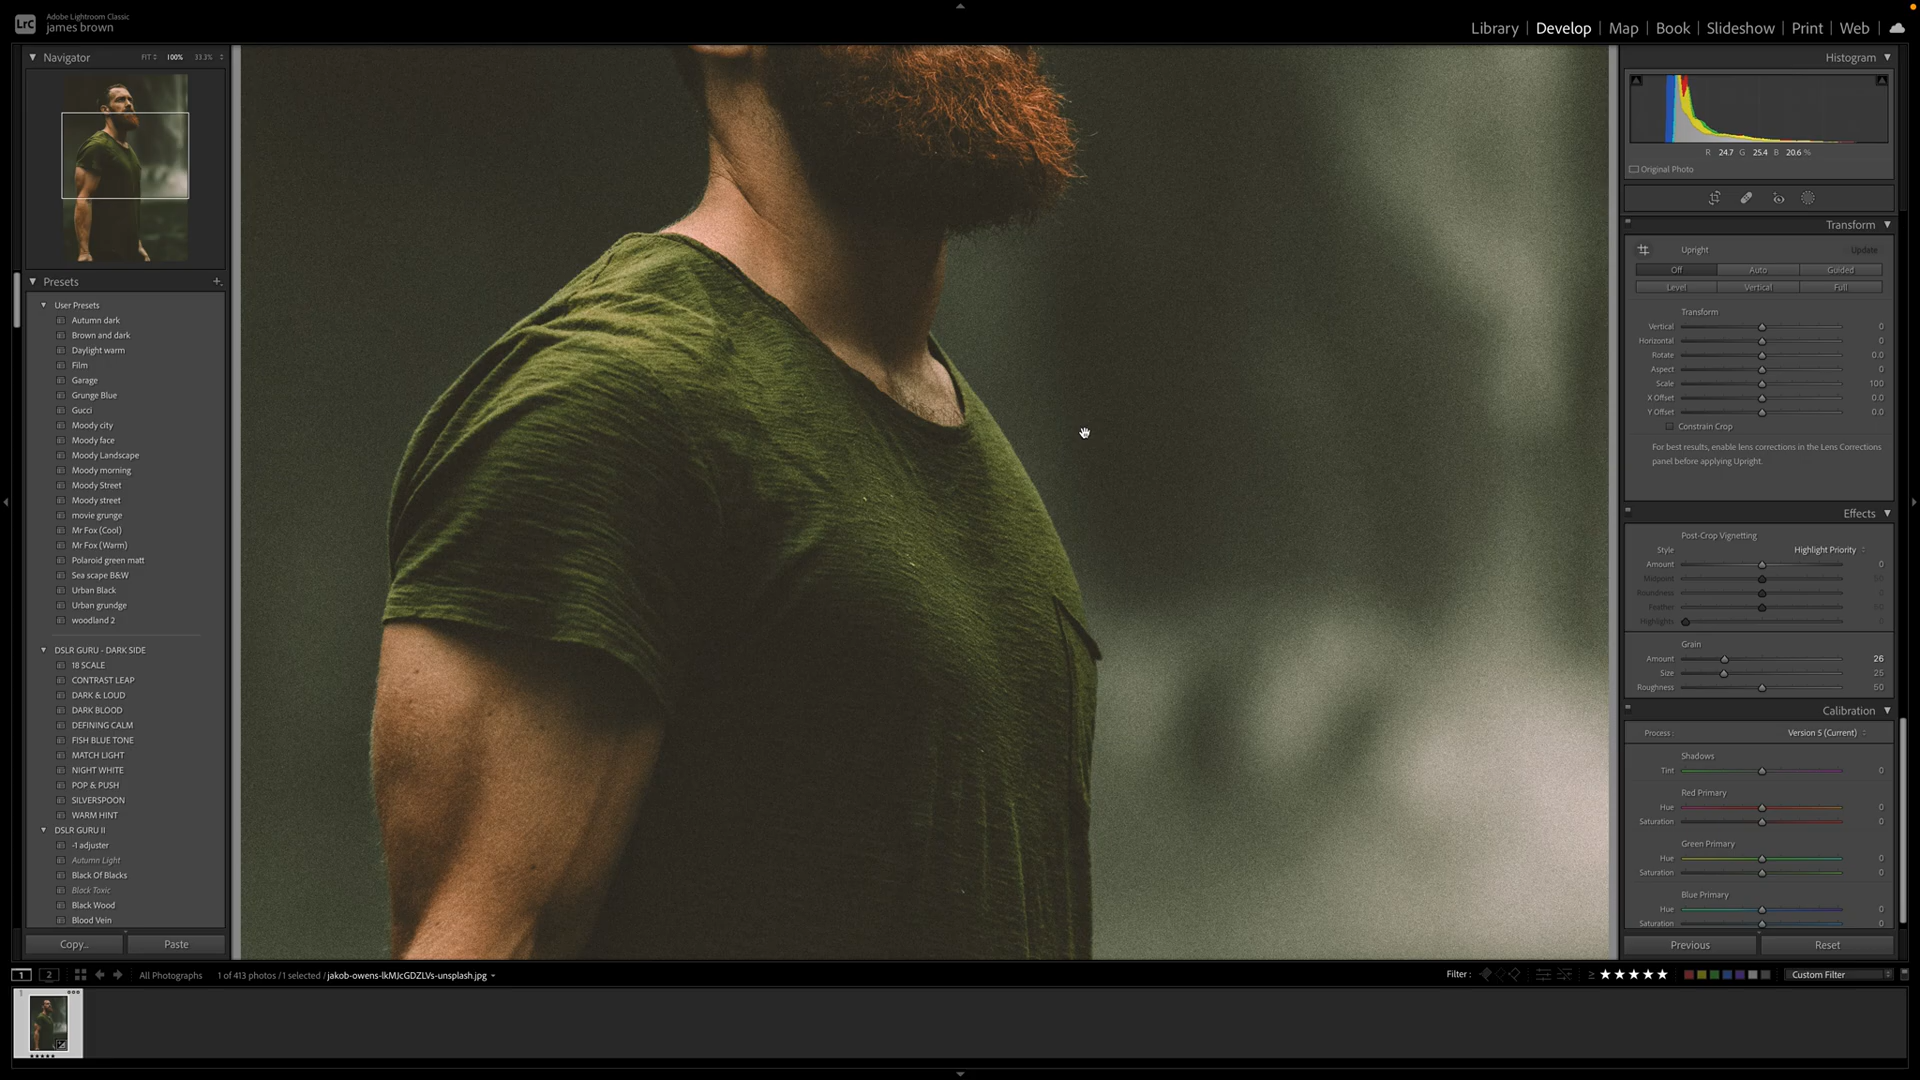 Lrc
Adobe Lightroom Classic
james brown
Library | Develop | Map | Book | Slideshow | Print | Web
Navigator FIT 100% 33.3%
Presets +
User Presets
Autumn dark
Brown and dark
Daylight warm
Film
Garage
Grunge Blue
Gucci
Moody city
Moody face
Moody Landscape
Moody morning
Moody Street
Moody street
movie grunge
Mr Fox (Cool)
Mr Fox (Warm)
Polaroid green matt
Sea scape B&W
Urban Black
Urban grundge
woodland 2
DSLR GURU - DARK SIDE
18 SCALE
CONTRAST LEAP
DARK & LOUD
DARK BLOOD
DEFINING CALM
FISH BLUE TONE
MATCH LIGHT
NIGHT WHITE
POP & PUSH
SILVERSPOON
WARM HINT
DSLR GURU II
-1 adjuster
Autumn Light
Black Of Blacks
Black Toxic
Black Wood
Blood Vein
Copy... Paste
Histogram
R 24.7 G 25.4 B 20.6 %
Original Photo
Transform
Upright Update
Off Auto Guided
Level Vertical Full
Transform
Vertical 0
Horizontal 0
Rotate 0.0
Aspect 0
Scale 100
X Offset 0.0
Y Offset 0.0
Constrain Crop
For best results, enable lens corrections in the Lens Corrections
panel before applying Upright.
Effects
Post-Crop Vignetting
Style Highlight Priority
Amount 0
Midpoint 50
Roundness 0
Feather
Highlights 0
Grain
Amount 26
Size 25
Roughness 50
Calibration
Process : Version 5 (Current)
Shadows
Tint 0
Red Primary
Hue 0
Saturation 0
Green Primary
Hue 0
Saturation 0
Blue Primary
Hue 0
Saturation 0
Previous Reset
1 2 All Photographs 1 of 413 photos / 1 selected / jakob-owens-lkMJcGDZLVs-unsplash.jpg
Filter : ≥ ★★★★★ Custom Filter
1
★★★★★